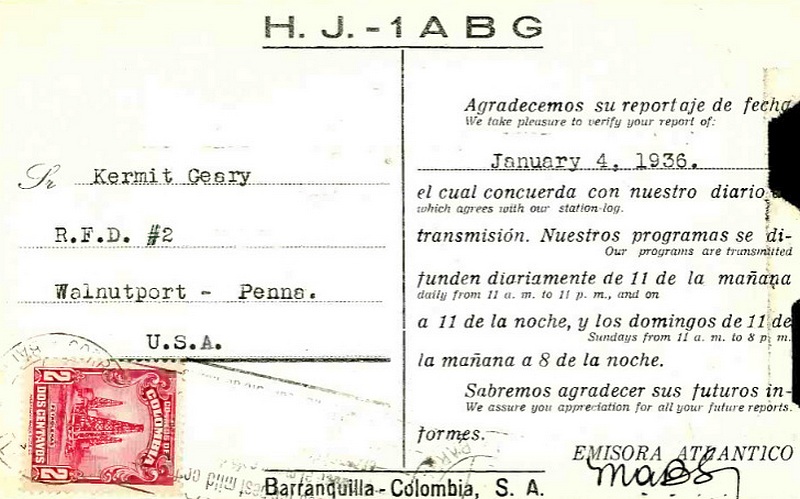 H. J. - 1 A B G
Sr Kermit Geary
R.F.D. #2
Walnutport - Penna.
U.S.A.
Agradecemos su reportaje de fecha
We take pleasure to verify your report of:
January 4, 1936.
el cual concuerda con nuestro diario
which agrees with our station-log.
transmisión. Nuestros programas se di-
Our programs are transmitted
funden diariamente de 11 de la mañana
daily from 11 a. m. to 11 p. m., and on
a 11 de la noche, y los domingos de 11 de
Sundays from 11 a. m. to 8 p. m.
la mañana a 8 de la noche.
Sabremos agradecer sus futuros in-
We assure you appreciation for all your future reports.
formes.
EMISORA ATLANTICO
Barranquilla - Colombia, S. A.
2
DOS CENTAVOS
COLOMBIA
2